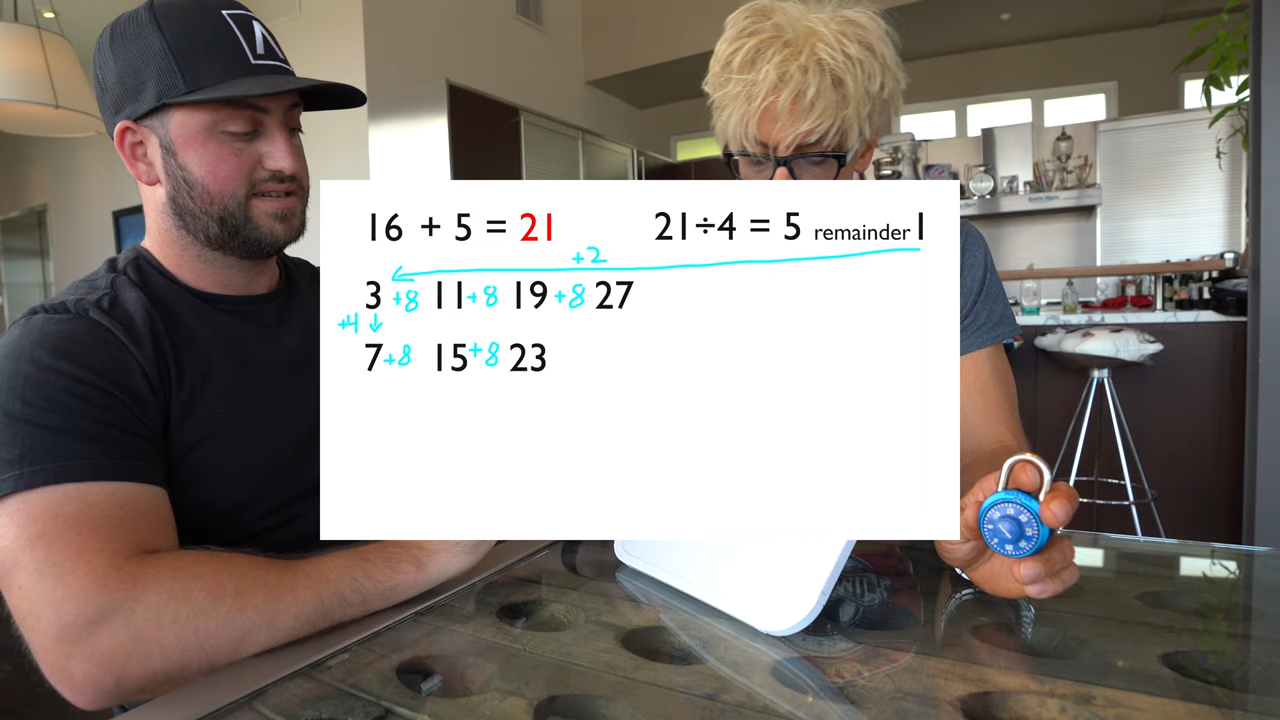 16 + 5 = 21
21÷4 = 5 remainder 1
+2
3 +8 11 +8 19 +8 27
+4
7 +8 15 +8 23